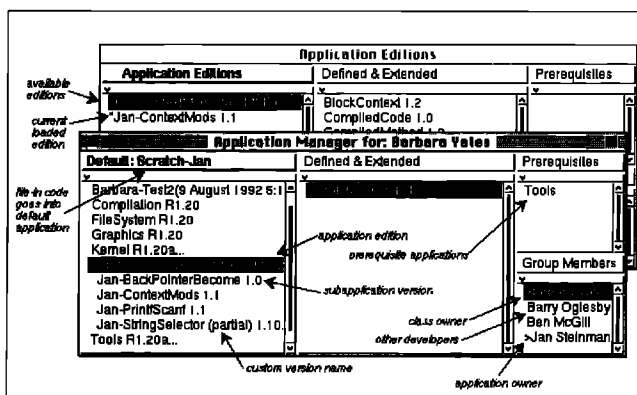 Application Editions
Application Editions
Defined & Extended
Prerequisites
available editions
current loaded edition
*Jan-ContextMods 1.1
BlockContext 1.2
CompiledCode 1.0
Application Manager for: Barbara Yates
Default: Scratch-Jan
Defined & Extended
Prerequisites
file-in code goes into default application
Barbara-Test2(9 August 1992 5:1
Compilation R1.20
FileSystem R1.20
Graphics R1.20
Kernel R1.20a...
Jan-BackPointerBecome 1.0
Jan-ContextMods 1.1
Jan-PrintfScanf 1.1
Jan-StringSelector (partial) 1.10...
Tools R1.20a...
application edition
subapplication version
custom version name
Tools
prerequisite applications
Group Members
class owner
other developers
application owner
Barry Oglesby
Ben McGill
>Jan Steinman